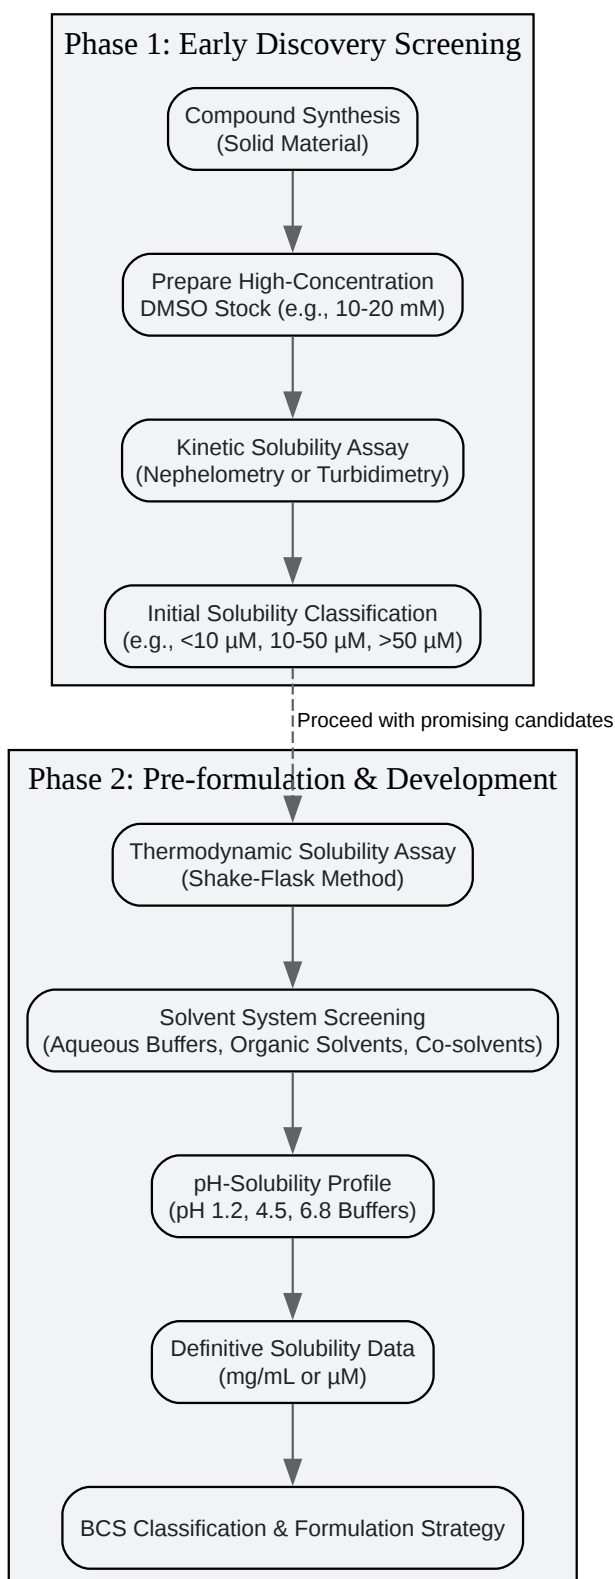 Phase 1: Early Discovery Screening
Compound Synthesis
(Solid Material)
Prepare High-Concentration
DMSO Stock (e.g., 10-20 mM)
Kinetic Solubility Assay
(Nephelometry or Turbidimetry)
Initial Solubility Classification
(e.g., <10 µM, 10-50 µM, >50 µM)
Proceed with promising candidates
Phase 2: Pre-formulation & Development
Thermodynamic Solubility Assay
(Shake-Flask Method)
Solvent System Screening
(Aqueous Buffers, Organic Solvents, Co-solvents)
pH-Solubility Profile
(pH 1.2, 4.5, 6.8 Buffers)
Definitive Solubility Data
(mg/mL or µM)
BCS Classification & Formulation Strategy